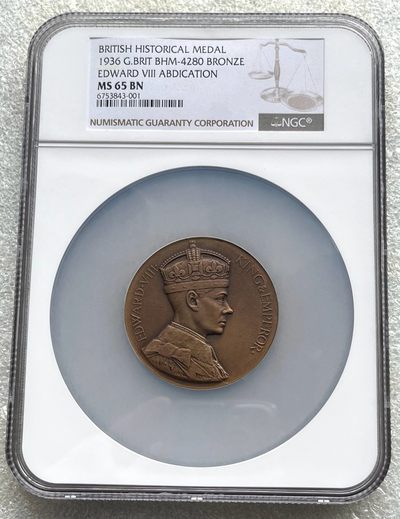 BRITISH HISTORICAL MEDAL
1936 G.BRIT BHM-4280 BRONZE
EDWARD VIII ABDICATION
MS 65 BN
6753843-001
NUMISMATIC GUARANTY CORPORATION
NGC®
EDWARD·VIII KING&EMPEROR